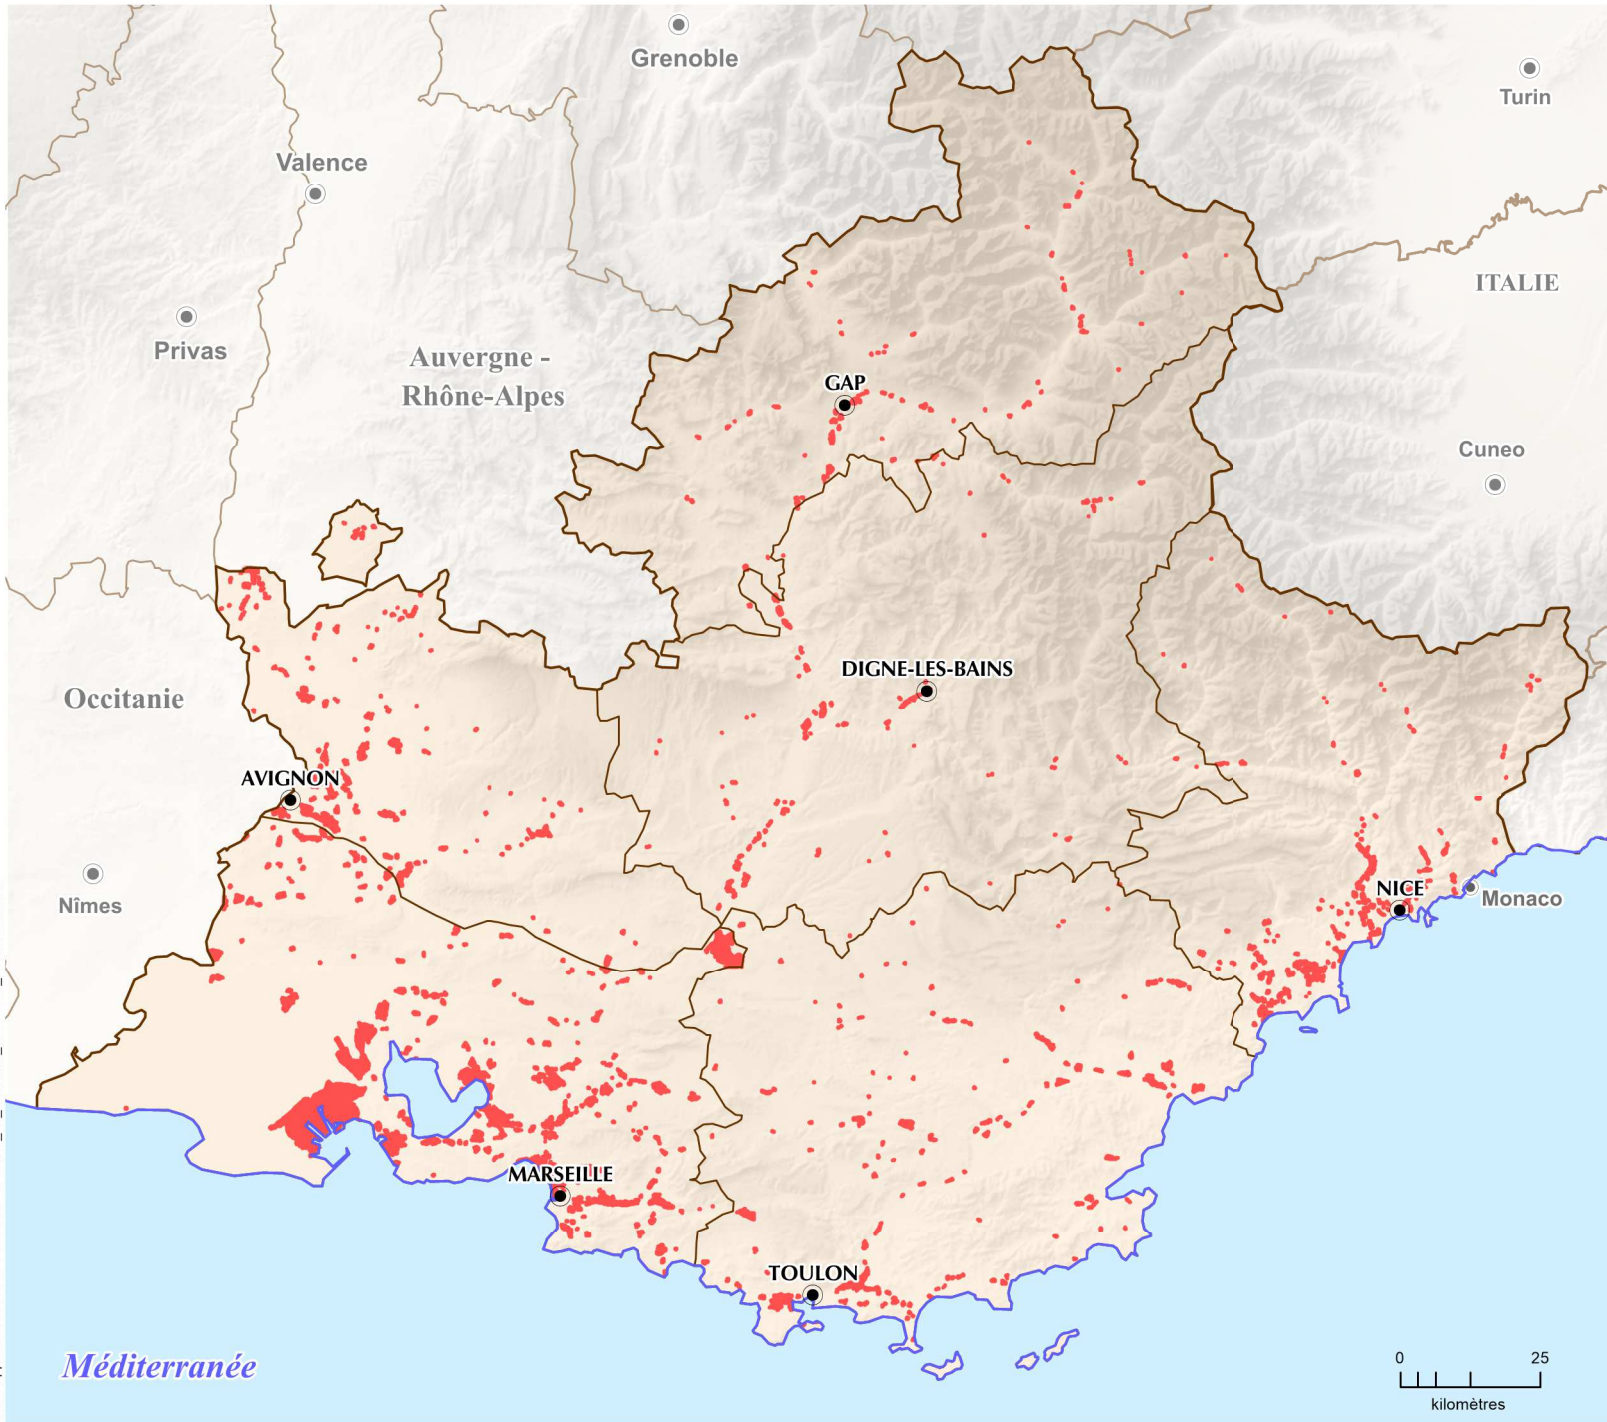 Grenoble
Turin
Valence
ITALIE
Privas
Auvergne -
Rhône-Alpes
GAP
Cuneo
DIGNE-LES-BAINS
Occitanie
AVIGNON
Nîmes
NICE
Monaco
MARSEILLE
TOULON
Méditerranée
0 25
kilomètres